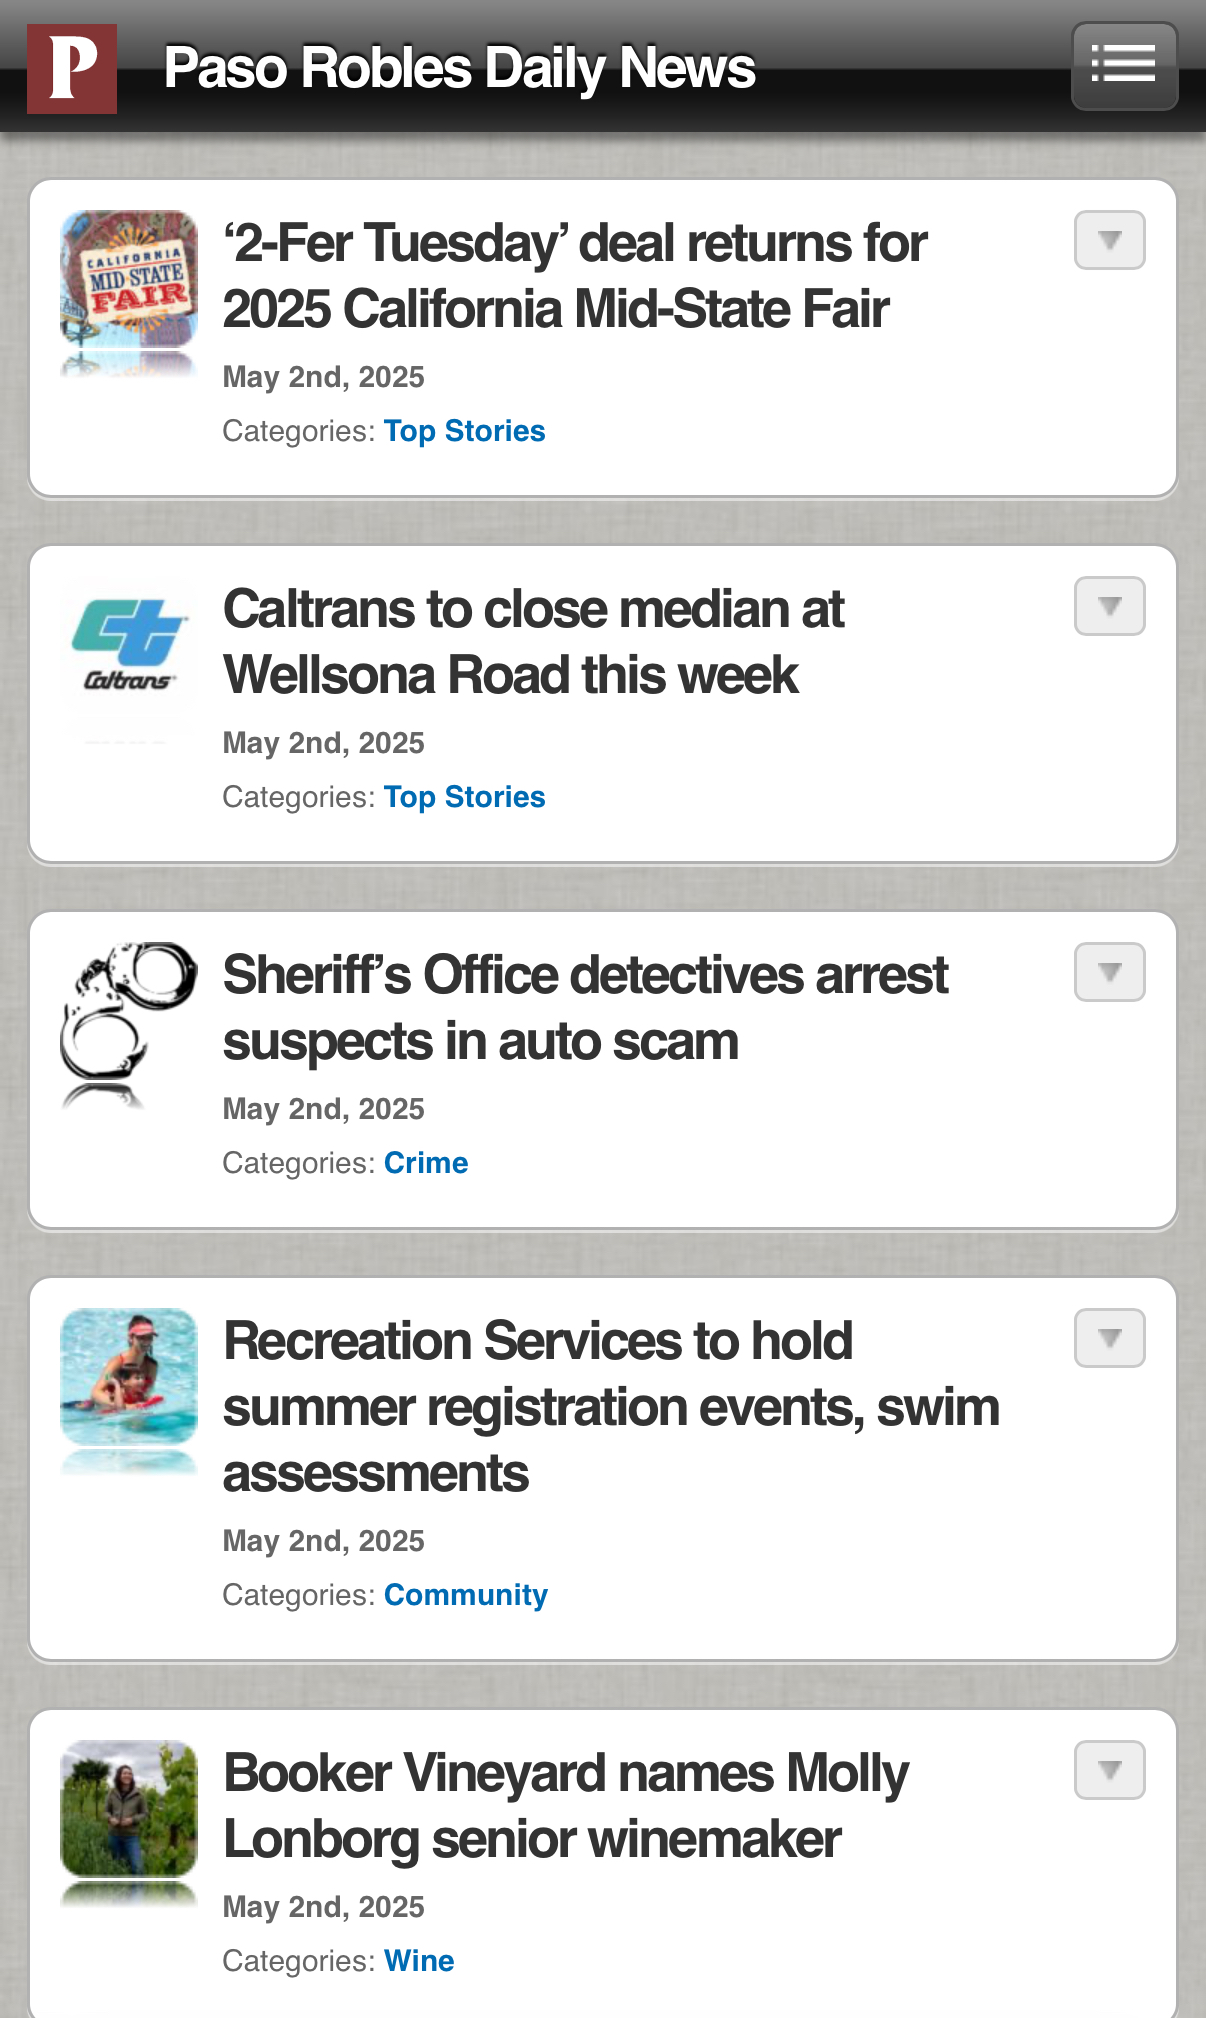 P
Paso Robles Daily News
CALIFORNIA
MID-STATE
FAIR
‘2-Fer Tuesday’ deal returns for
2025 California Mid-State Fair
May 2nd, 2025
Categories: Top Stories
Ct
Caltrans
Caltrans to close median at
Wellsona Road this week
May 2nd, 2025
Categories: Top Stories
Sheriff’s Office detectives arrest
suspects in auto scam
May 2nd, 2025
Categories: Crime
Recreation Services to hold
summer registration events, swim
assessments
May 2nd, 2025
Categories: Community
Booker Vineyard names Molly
Lonborg senior winemaker
May 2nd, 2025
Categories: Wine